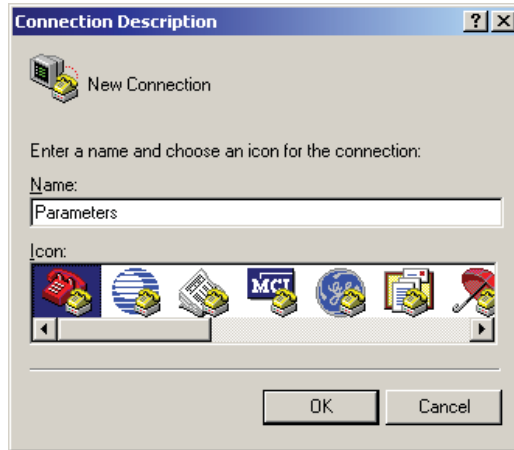 Connection Description
New Connection
Enter a name and choose an icon for the connection:
Name:
Parameters
Icon:
MCI
OK Cancel